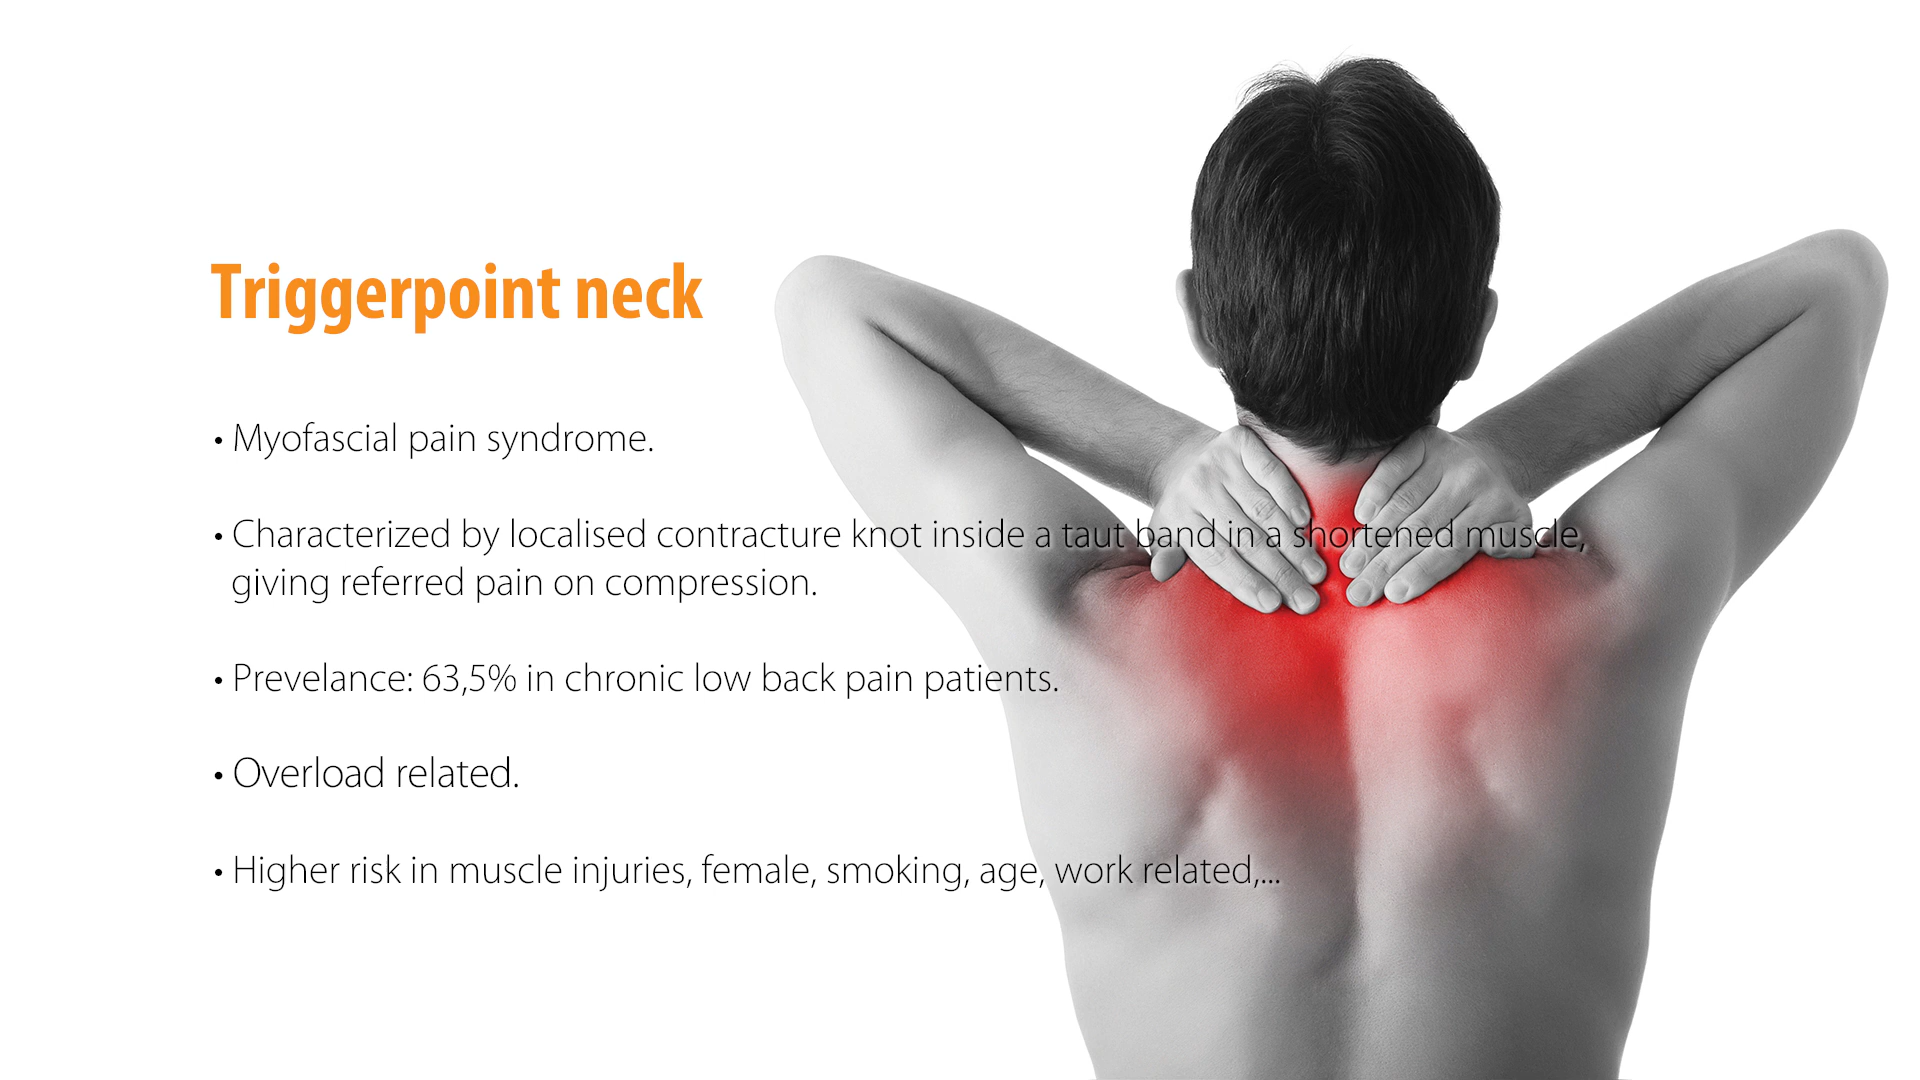 Triggerpoint neck
• Myofascial pain syndrome.
• Characterized by localised contracture knot inside a taut band in a shortened muscle,
giving referred pain on compression.
• Prevelance: 63,5% in chronic low back pain patients.
• Overload related.
• Higher risk in muscle injuries, female, smoking, age, work related,...